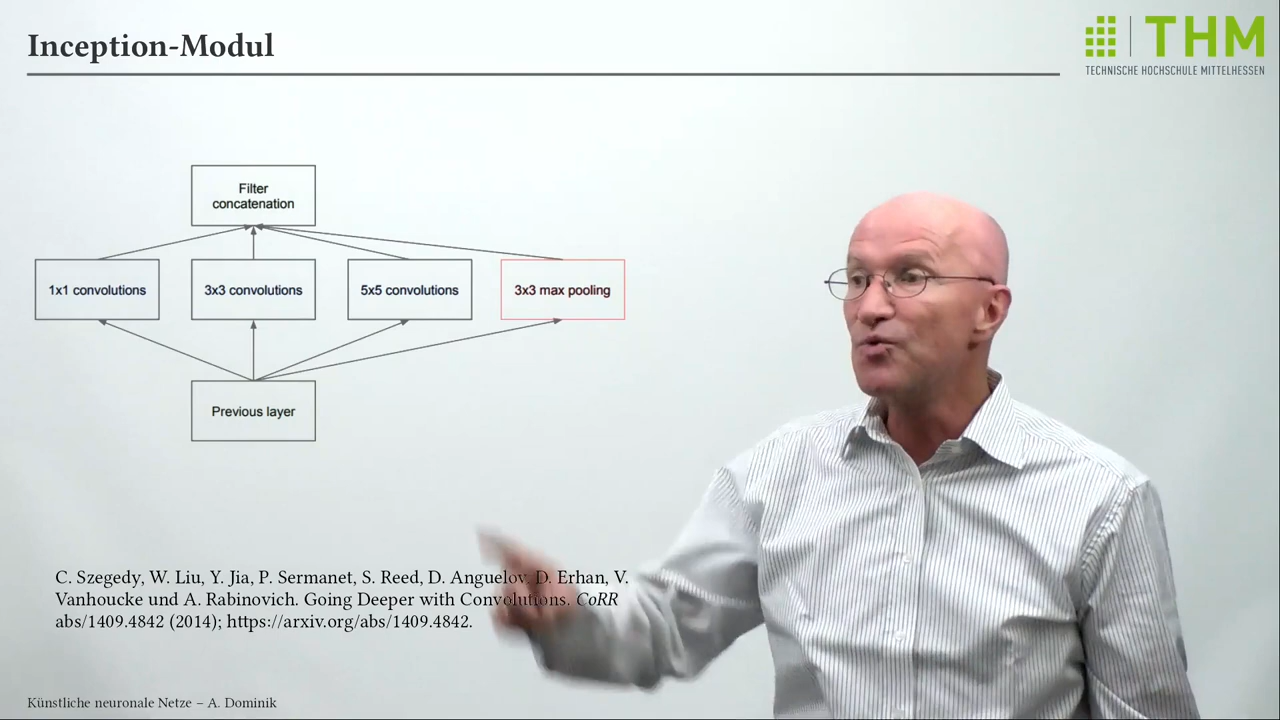 Inception-Modul
THM
TECHNISCHE HOCHSCHULE MITTELHESSEN
Filter
concatenation
1x1 convolutions
3x3 convolutions
5x5 convolutions
3x3 max pooling
Previous layer
C. Szegedy, W. Liu, Y. Jia, P. Sermanet, S. Reed, D. Anguelov, D. Erhan, V.
Vanhoucke und A. Rabinovich. Going Deeper with Convolutions. CoRR
abs/1409.4842 (2014); https://arxiv.org/abs/1409.4842.
Künstliche neuronale Netze – A. Dominik